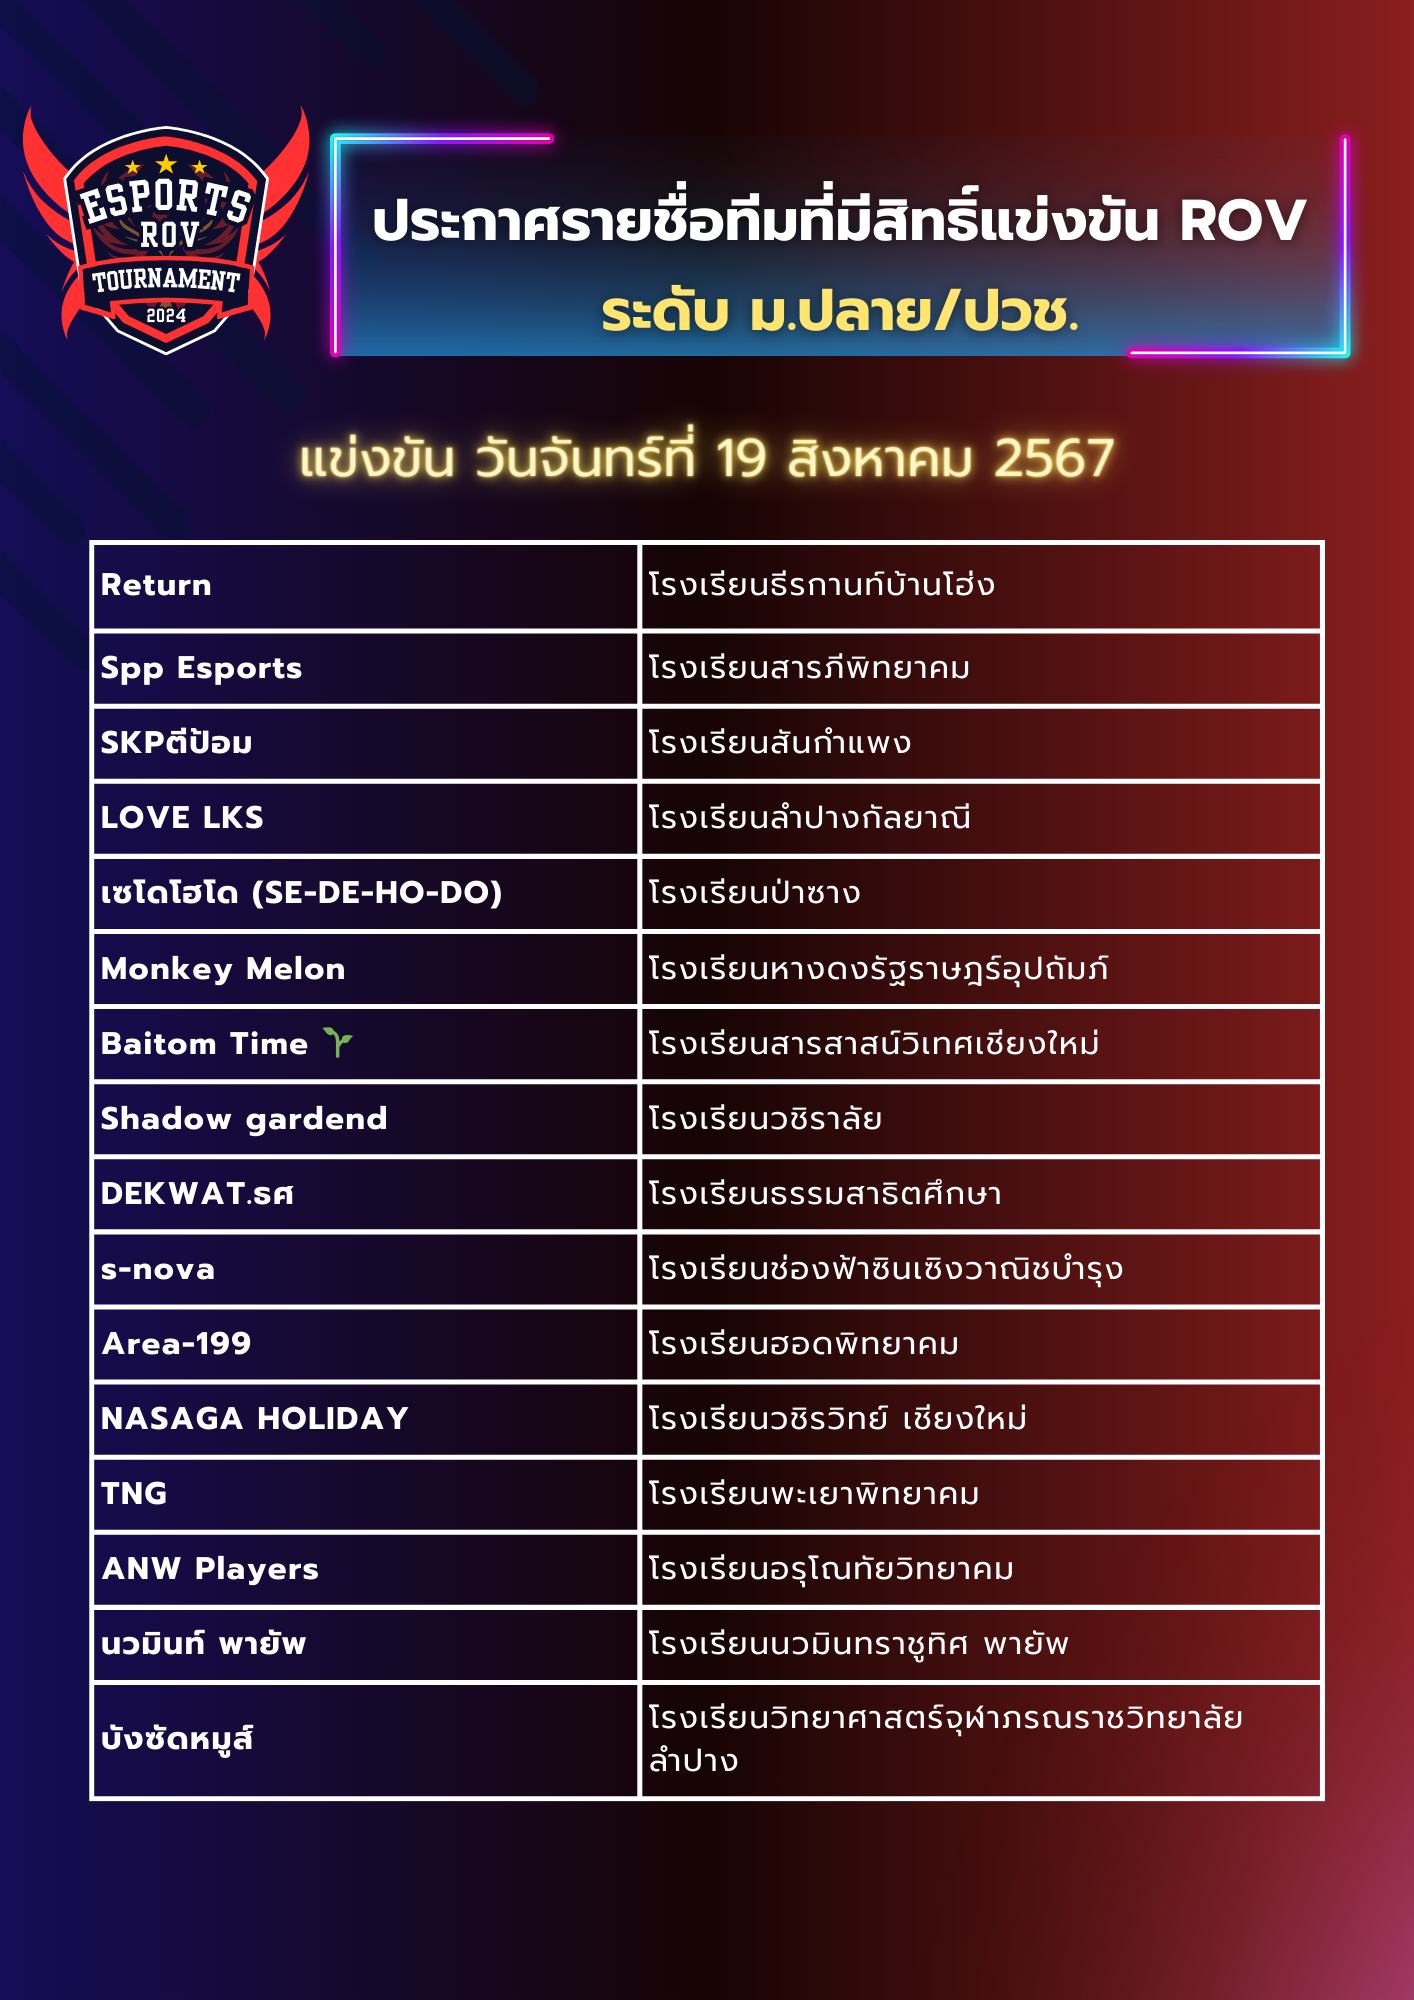 ESPORTS
ROV
TOURNAMENT
2024
ประกาศรายชื่อทีมที่มีสิทธิ์แข่งขัน ROV
ระดับ ม.ปลาย/ปวช.
แข่งขัน วันจันทร์ที่ 19 สิงหาคม 2567
Return โรงเรียนธีรกานท์บ้านโฮ่ง
Spp Esports โรงเรียนสารภีพิทยาคม
SKPตีป้อม โรงเรียนสันกำแพง
LOVE LKS โรงเรียนลำปางกัลยาณี
เซโดโฮโด (SE-DE-HO-DO) โรงเรียนป่าซาง
Monkey Melon โรงเรียนหางดงรัฐราษฎร์อุปถัมภ์
Baitom Time 🌱 โรงเรียนสารสาสน์วิเทศเชียงใหม่
Shadow gardend โรงเรียนวชิราลัย
DEKWAT.ธศ โรงเรียนธรรมสาธิตศึกษา
s-nova โรงเรียนช่องฟ้าซินเซิงวาณิชบำรุง
Area-199 โรงเรียนฮอดพิทยาคม
NASAGA HOLIDAY โรงเรียนวชิรวิทย์ เชียงใหม่
TNG โรงเรียนพะเยาพิทยาคม
ANW Players โรงเรียนอรุโณทัยวิทยาคม
นวมินท์ พายัพ โรงเรียนนวมินทราชูทิศ พายัพ
บังซัดหมูส์ โรงเรียนวิทยาศาสตร์จุฬาภรณราชวิทยาลัย
ลำปาง